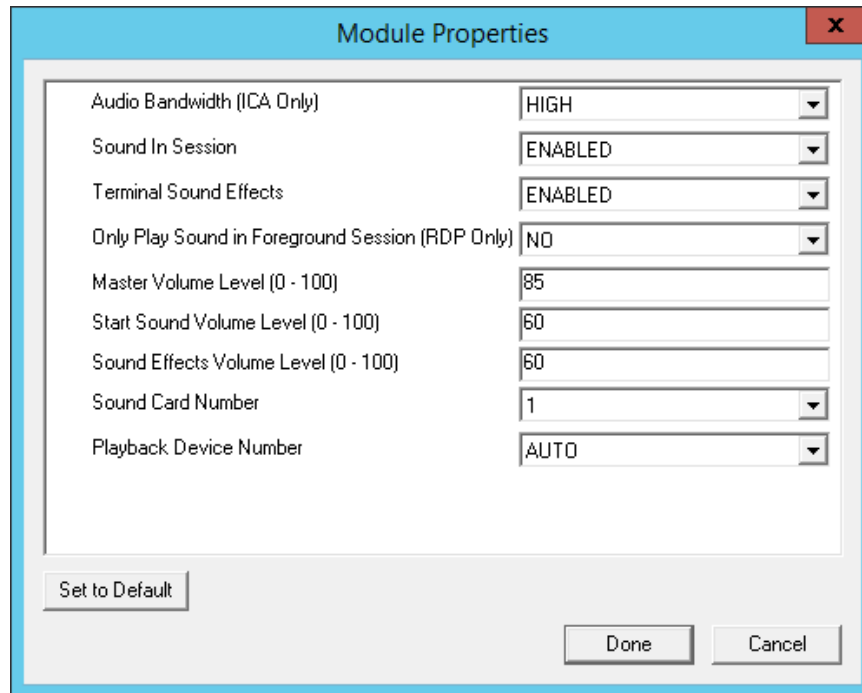 Module Properties
x
Audio Bandwidth (ICA Only) HIGH
Sound In Session ENABLED
Terminal Sound Effects ENABLED
Only Play Sound in Foreground Session (RDP Only) NO
Master Volume Level (0 - 100) 85
Start Sound Volume Level (0 - 100) 60
Sound Effects Volume Level (0 - 100) 60
Sound Card Number 1
Playback Device Number AUTO
Set to Default
Done Cancel